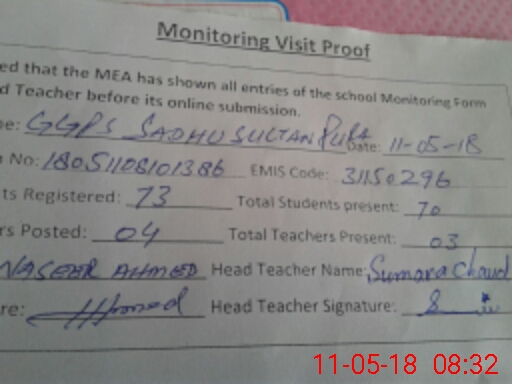 Monitoring Visit Proof
ed that the MEA has shown all entries of the school Monitoring Form
d Teacher before its online submission.
e: GGPS SADHU SULTAN PURA Date: 11-05-18
No: 18051108101386 EMIS Code: 31150296
ts Registered: 73 Total Students present: 70
rs Posted: 04 Total Teachers Present: 03
NASEER AHMED Head Teacher Name: Sumara Chaud
re: Head Teacher Signature:
11-05-18 08:32